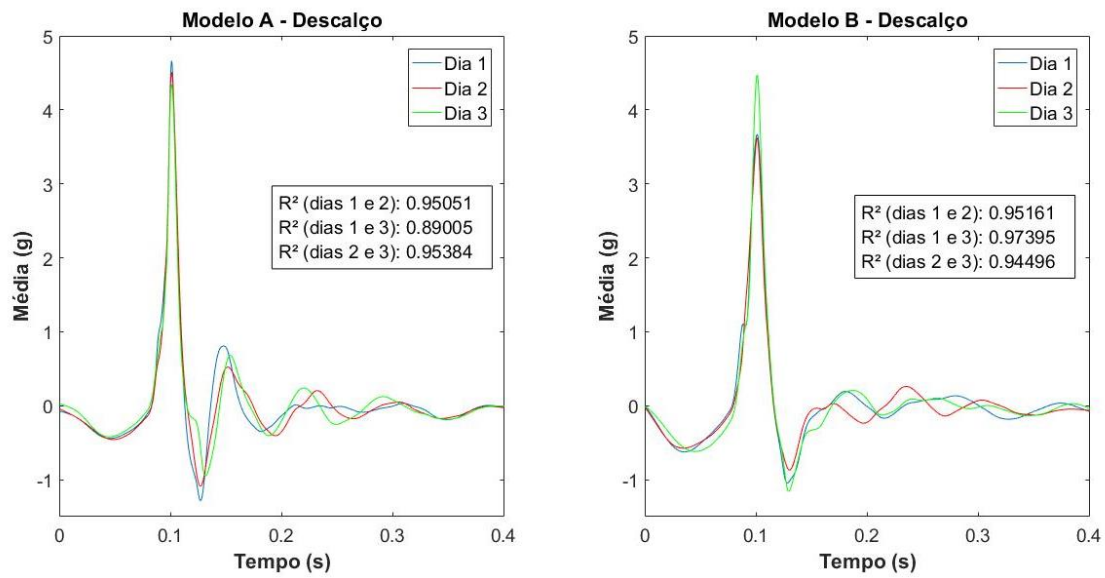 Modelo A - Descalço
5
4
3
2
1
0
-1
Média (g)
Dia 1
Dia 2
Dia 3
R² (dias 1 e 2): 0.95051
R² (dias 1 e 3): 0.89005
R² (dias 2 e 3): 0.95384
0 0.1 0.2 0.3 0.4
Tempo (s)
Modelo B - Descalço
5
4
3
2
1
0
-1
Média (g)
Dia 1
Dia 2
Dia 3
R² (dias 1 e 2): 0.95161
R² (dias 1 e 3): 0.97395
R² (dias 2 e 3): 0.94496
0 0.1 0.2 0.3 0.4
Tempo (s)